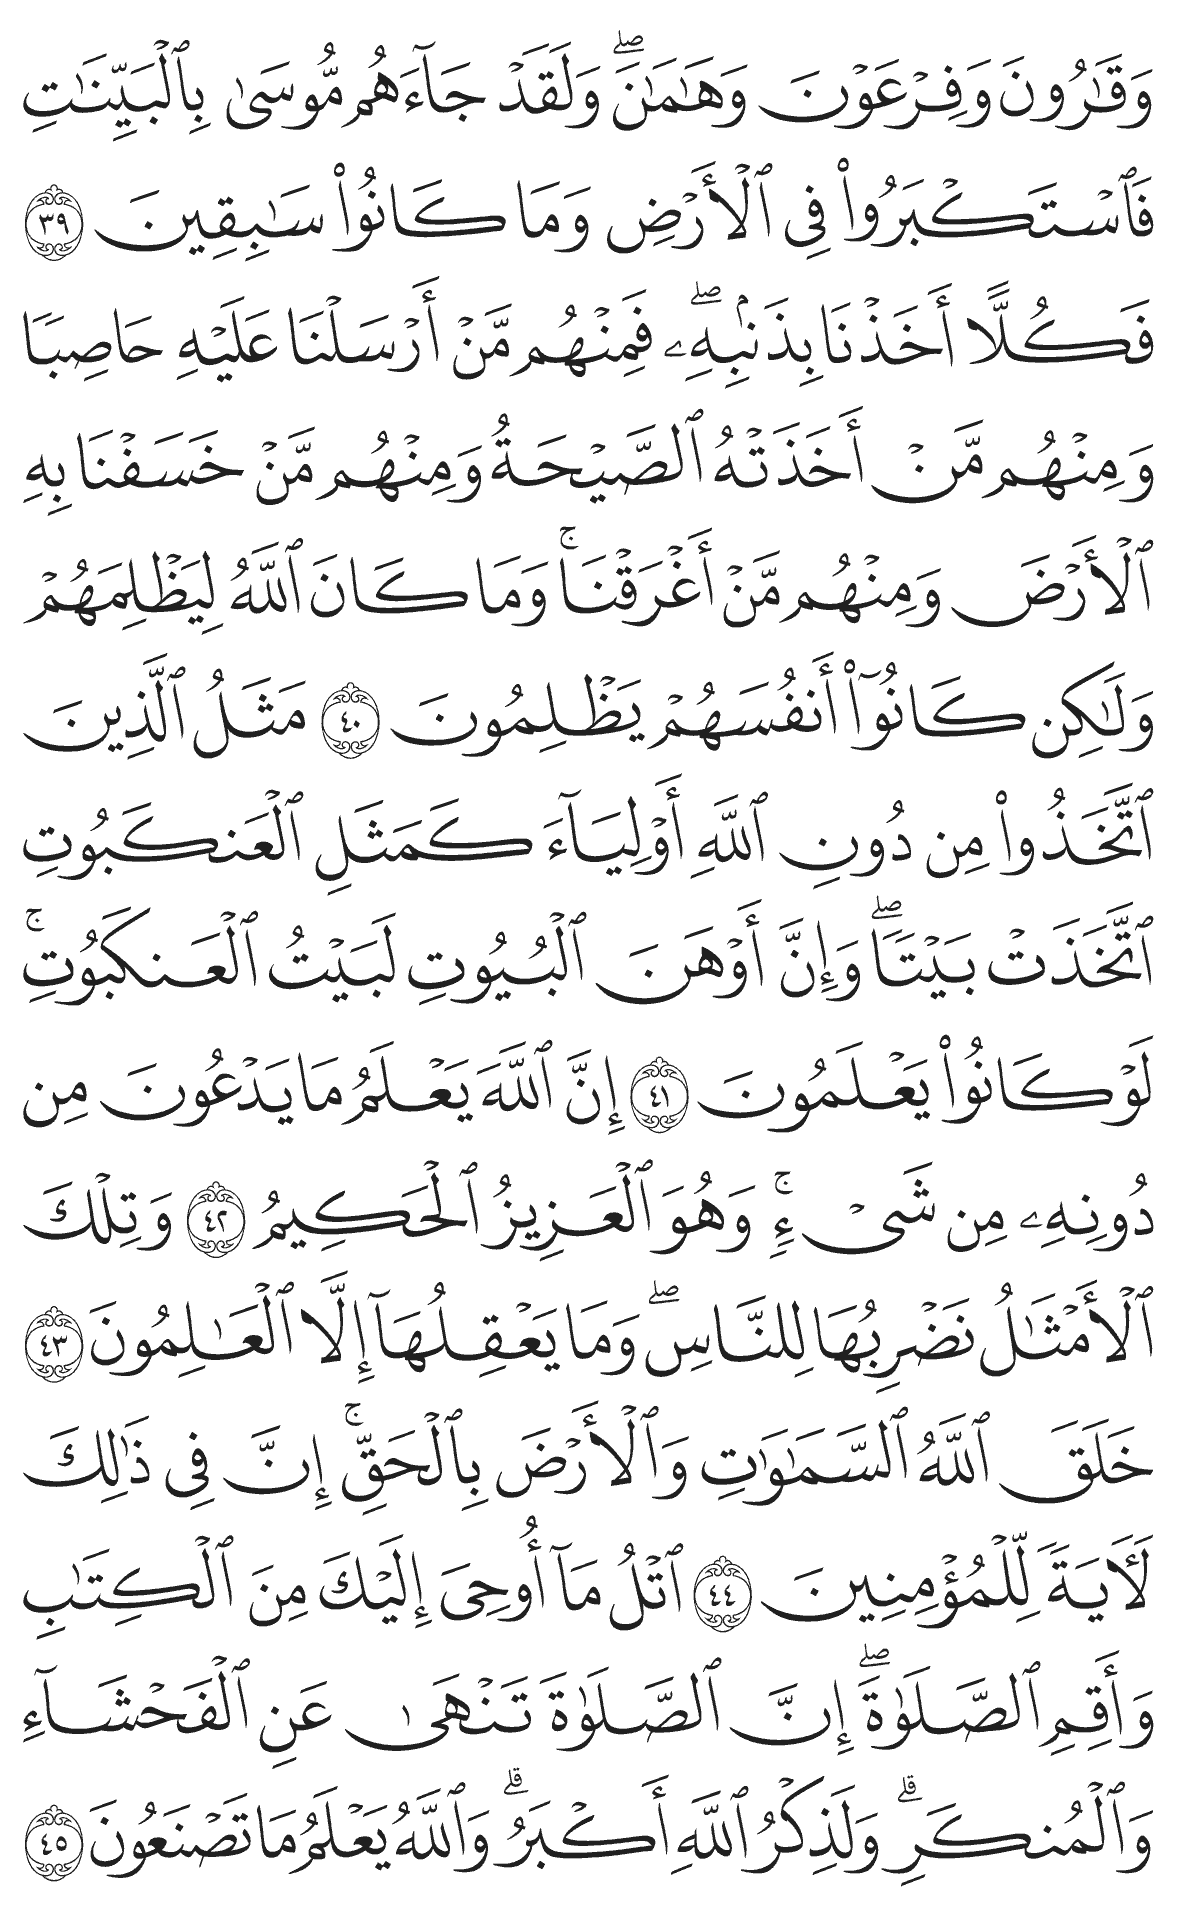 وَقَٰرُونَ وَفِرْعَوْنَ وَهَٰمَٰنَ ۖ وَلَقَدْ جَآءَهُم مُّوسَىٰ بِٱلْبَيِّنَٰتِ
فَٱسْتَكْبَرُوا۟ فِى ٱلْأَرْضِ وَمَا كَانُوا۟ سَٰبِقِينَ ٣٩
فَكُلًّا أَخَذْنَا بِذَنۢبِهِۦ ۖ فَمِنْهُم مَّنْ أَرْسَلْنَا عَلَيْهِ حَاصِبًا
وَمِنْهُم مَّنْ أَخَذَتْهُ ٱلصَّيْحَةُ وَمِنْهُم مَّنْ خَسَفْنَا بِهِ
ٱلْأَرْضَ وَمِنْهُم مَّنْ أَغْرَقْنَا ۚ وَمَا كَانَ ٱللَّهُ لِيَظْلِمَهُمْ
وَلَٰكِن كَانُوٓا۟ أَنفُسَهُمْ يَظْلِمُونَ ٤٠ مَثَلُ ٱلَّذِينَ
ٱتَّخَذُوا۟ مِن دُونِ ٱللَّهِ أَوْلِيَآءَ كَمَثَلِ ٱلْعَنكَبُوتِ
ٱتَّخَذَتْ بَيْتًا ۖ وَإِنَّ أَوْهَنَ ٱلْبُيُوتِ لَبَيْتُ ٱلْعَنكَبُوتِ ۚ
لَوْ كَانُوا۟ يَعْلَمُونَ ٤١ إِنَّ ٱللَّهَ يَعْلَمُ مَا يَدْعُونَ مِن
دُونِهِۦ مِن شَىْءٍ ۚ وَهُوَ ٱلْعَزِيزُ ٱلْحَكِيمُ ٤٢ وَتِلْكَ
ٱلْأَمْثَٰلُ نَضْرِبُهَا لِلنَّاسِ ۖ وَمَا يَعْقِلُهَآ إِلَّا ٱلْعَٰلِمُونَ ٤٣
خَلَقَ ٱللَّهُ ٱلسَّمَٰوَٰتِ وَٱلْأَرْضَ بِٱلْحَقِّ ۚ إِنَّ فِى ذَٰلِكَ
لَـَٔايَةً لِّلْمُؤْمِنِينَ ٤٤ ٱتْلُ مَآ أُوحِىَ إِلَيْكَ مِنَ ٱلْكِتَٰبِ
وَأَقِمِ ٱلصَّلَوٰةَ ۖ إِنَّ ٱلصَّلَوٰةَ تَنْهَىٰ عَنِ ٱلْفَحْشَآءِ
وَٱلْمُنكَرِ ۗ وَلَذِكْرُ ٱللَّهِ أَكْبَرُ ۗ وَٱللَّهُ يَعْلَمُ مَا تَصْنَعُونَ ٤٥